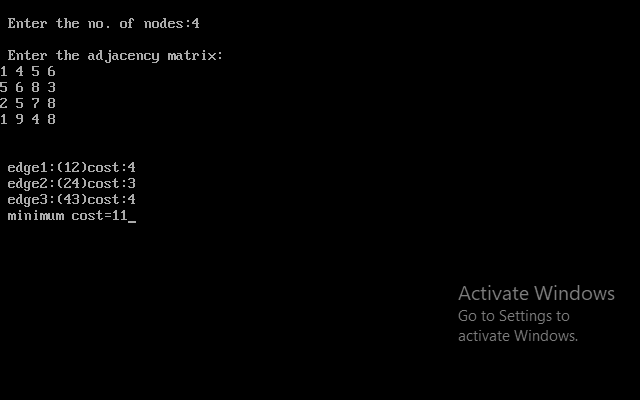 Enter the no. of nodes:4
Enter the adjacency matrix:
1 4 5 6
5 6 8 3
2 5 7 8
1 9 4 8
edge1:(12)cost:4
edge2:(24)cost:3
edge3:(43)cost:4
minimum cost=11_
Activate Windows
Go to Settings to
activate Windows.